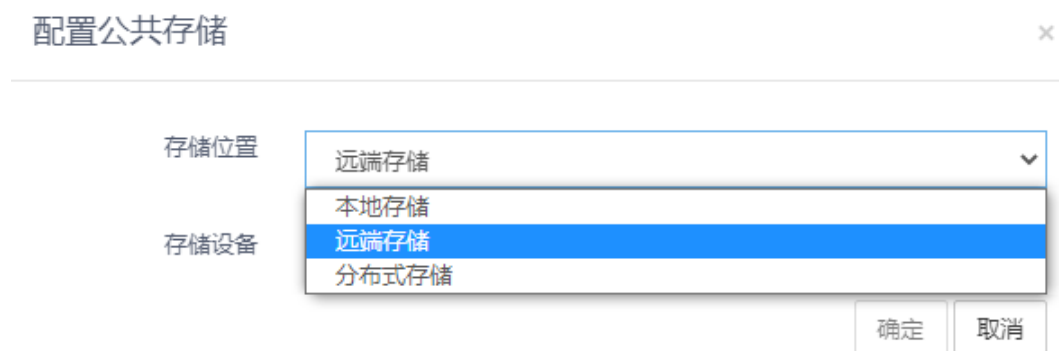 配置公共存储
×
存储位置
远端存储
本地存储
存储设备
远端存储
分布式存储
确定
取消